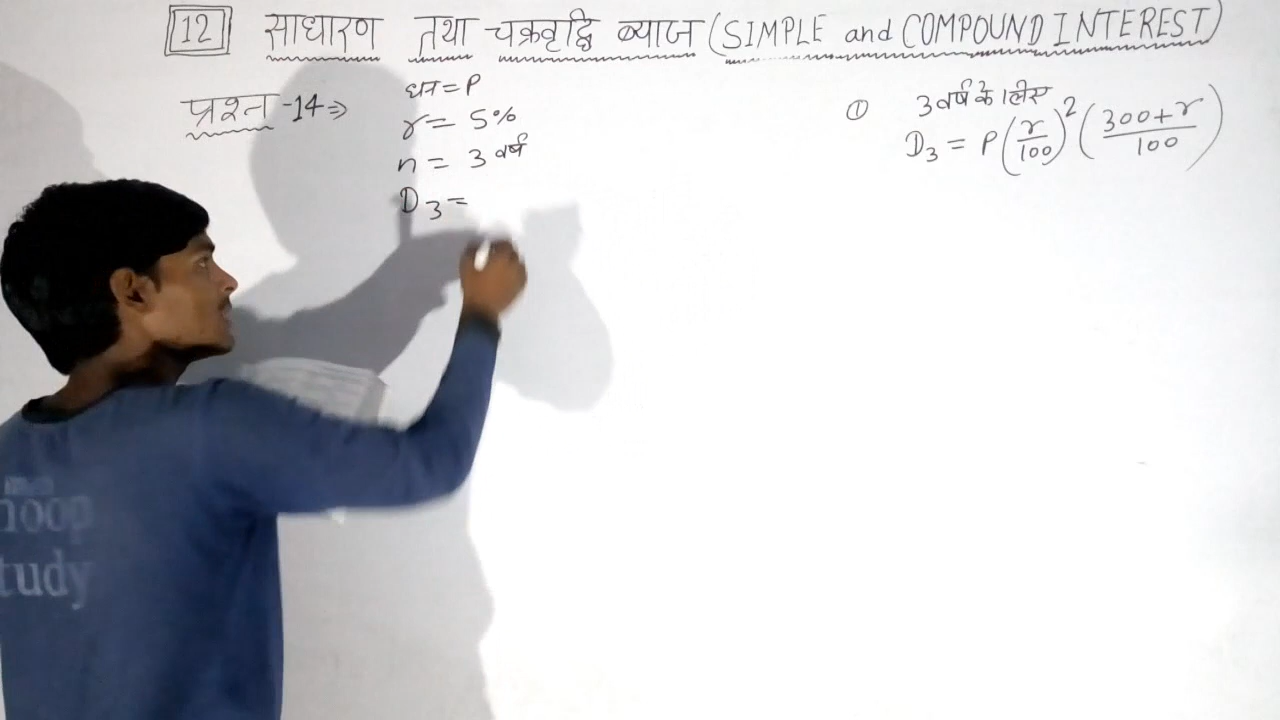 12 साधारण तथा चक्रवृद्धि ब्याज (SIMPLE and COMPOUND INTEREST)
प्रश्न -14⇒
धन = P
r = 5%
n = 3 वर्ष
D₃ =
① 3 वर्ष के लिए
D₃ = P(r/100)²(300+r/100)
hoop
tudy